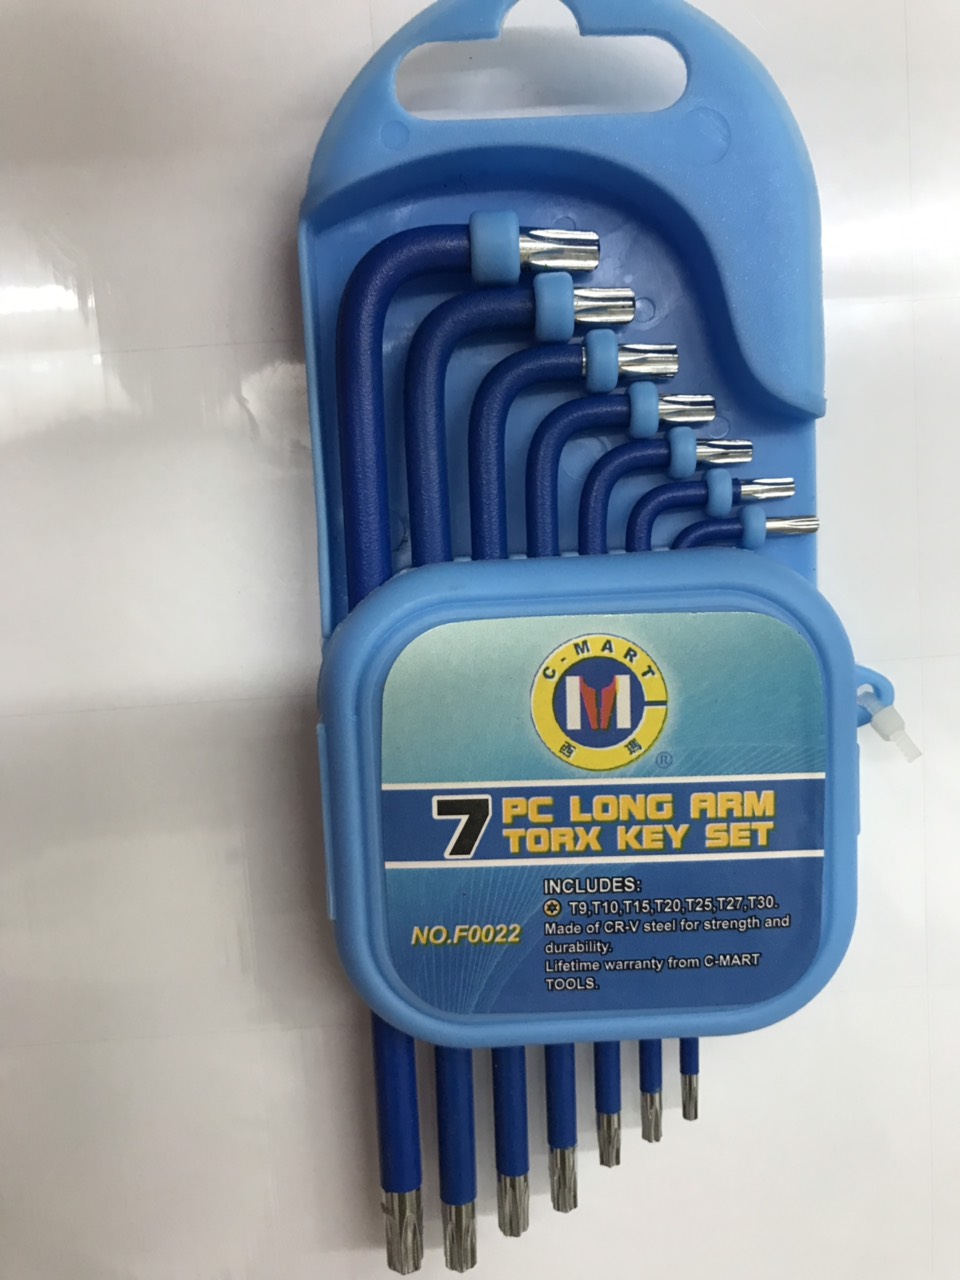 C-MART
M
西瑪
®
7 PC LONG ARM
TORX KEY SET
INCLUDES:
T9,T10,T15,T20,T25,T27,T30.
NO.F0022
Made of CR-V steel for strength and
durability.
Lifetime warranty from C-MART
TOOLS.